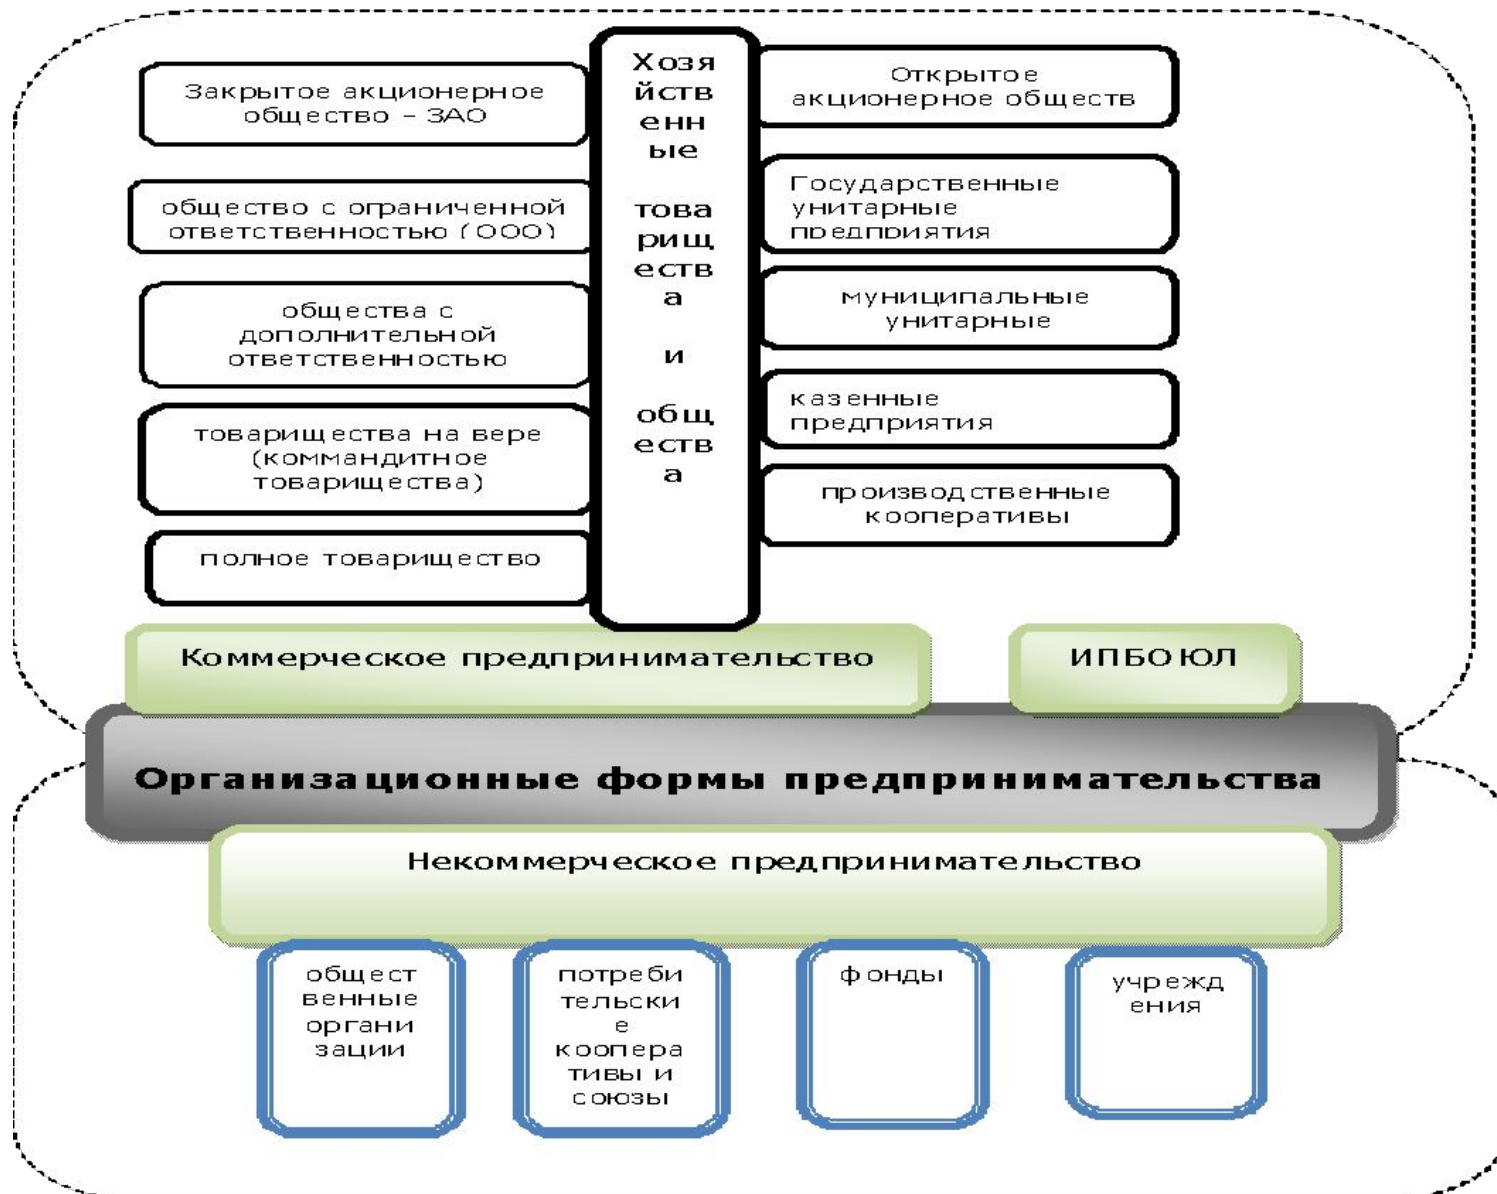 Закрытое акционерное
общество – ЗАО
общество с ограниченной
ответственностью (ООО)
общества с
дополнительной
ответственностью
товарищества на вере
(коммандитное
товарищества)
полное товарищество
Хозя
йств
енн
ые
това
рищ
еств
а
и
общ
еств
а
Открытое
акционерное обществ
Государственные
унитарные
предприятия
муниципальные
унитарные
казенные
предприятия
производственные
кооперативы
Коммерческое предпринимательство
ИПБОЮЛ
Организационные формы предпринимательства
Некоммерческое предпринимательство
общест
венные
органи
зации
потреби
тельски
е
коопера
тивы и
союзы
фонды
учрежд
ения